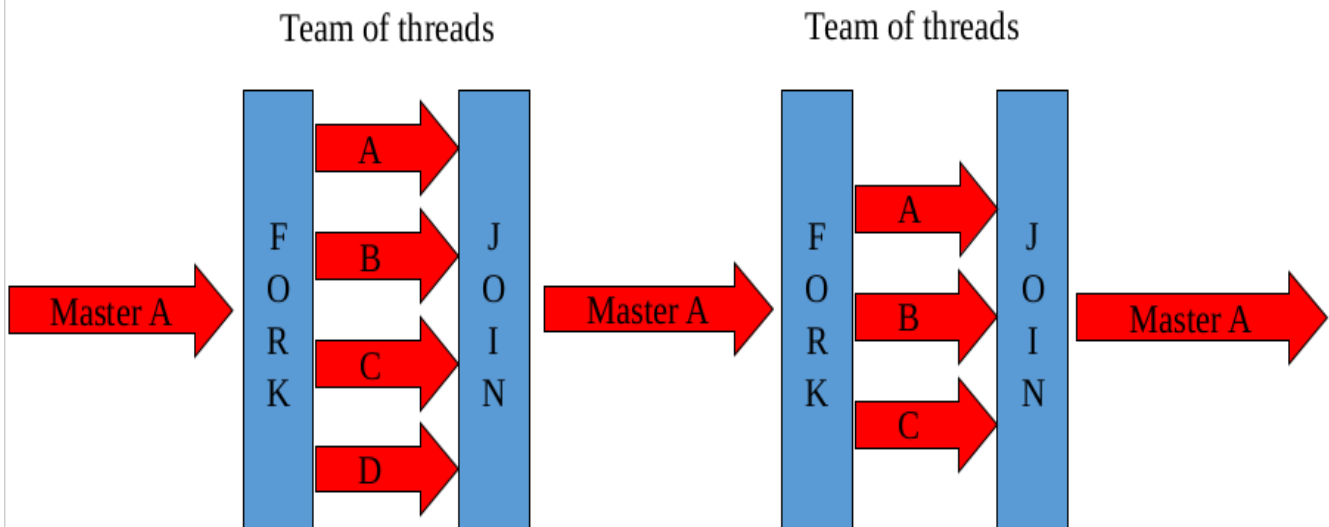 Team of threads
Team of threads
Master A
FORK
A
B
C
D
JOIN
Master A
FORK
A
B
C
JOIN
Master A